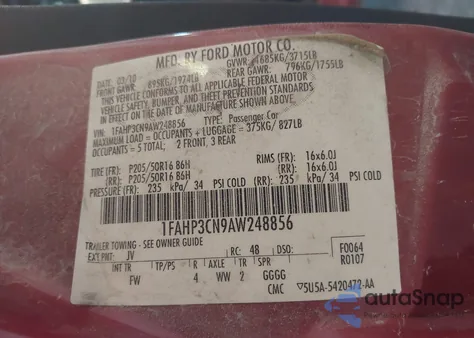 MFD. BY FORD MOTOR CO.
DATE: 03/10 GVWR: 1685KG/3715LB
FRONT GAWR: 895KG/1974LB REAR GAWR: 796KG/1755LB
THIS VEHICLE CONFORMS TO ALL APPLICABLE FEDERAL MOTOR
VEHICLE SAFETY, BUMPER, AND THEFT PREVENTION STANDARDS
IN EFFECT ON THE DATE OF MANUFACTURE SHOWN ABOVE.
VIN: 1FAHP3CN9AW248856 TYPE: Passenger Car
MAXIMUM LOAD = OCCUPANTS + LUGGAGE = 375KG/ 827LB
OCCUPANTS = 5 TOTAL; 2 FRONT, 3 REAR
TIRE (FR): P205/50R16 86H RIMS (FR): 16x6.0J
(RR): P205/50R16 86H (RR): 16x6.0J
PRESSURE (FR): 235 kPa/ 34 PSI COLD (RR): 235 kPa/ 34 PSI COLD
1FAHP3CN9AW248856
TRAILER TOWING - SEE OWNER GUIDE
EXT PNT: JV RC: 48 DSO: F0064
R0107
INT TR TP/PS R AXLE TR SPR
FW 4 WW 2 GGGG
CMC 5U5A-5420472-AA
autoSnap